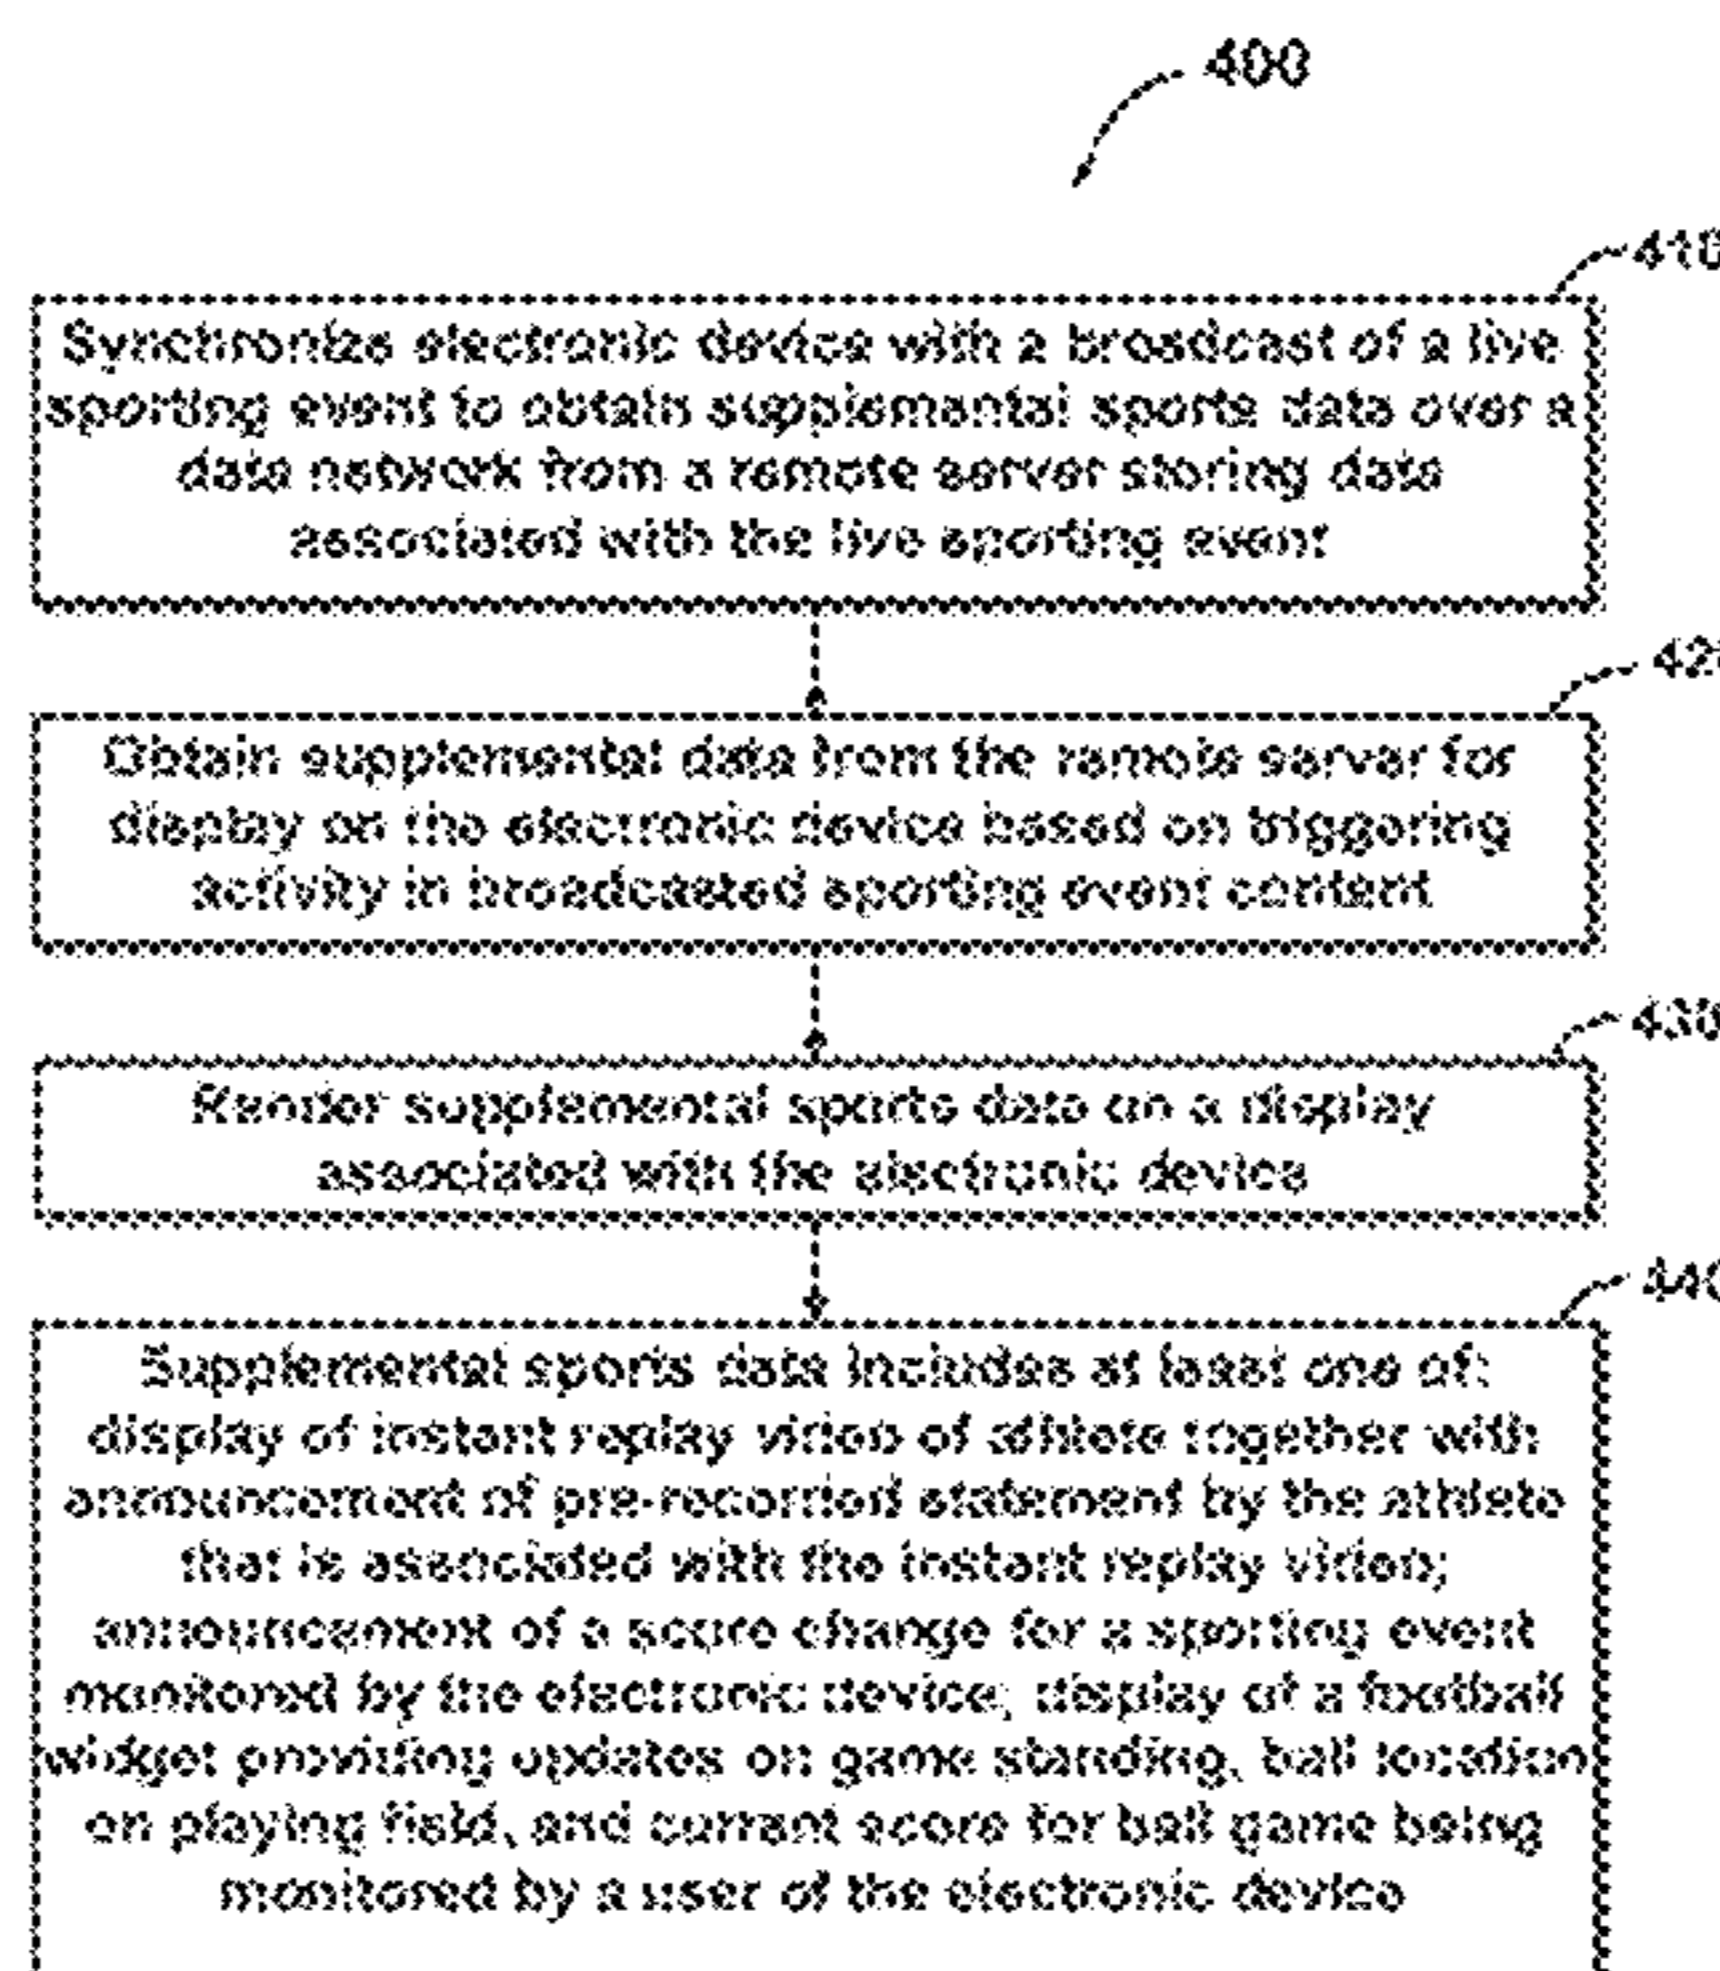 400
410
Synchronize electronic device with a broadcast of a live
sporting event to obtain supplemental sports data over a
data network from a remote server storing data
associated with the live sporting event
420
Obtain supplemental data from the remote server for
display on the electronic device based on triggering
activity in broadcasted sporting event content
430
Render supplemental sports data on a display
associated with the electronic device
440
Supplemental sports data includes at least one of:
display of instant replay video of athlete together with
announcement of pre-recorded statement by the athlete
that is associated with the instant replay video;
announcement of a score change for a sporting event
monitored by the electronic device; display of a football
widget providing updates on game standing, ball location
on playing field, and current score for ball game being
monitored by a user of the electronic device